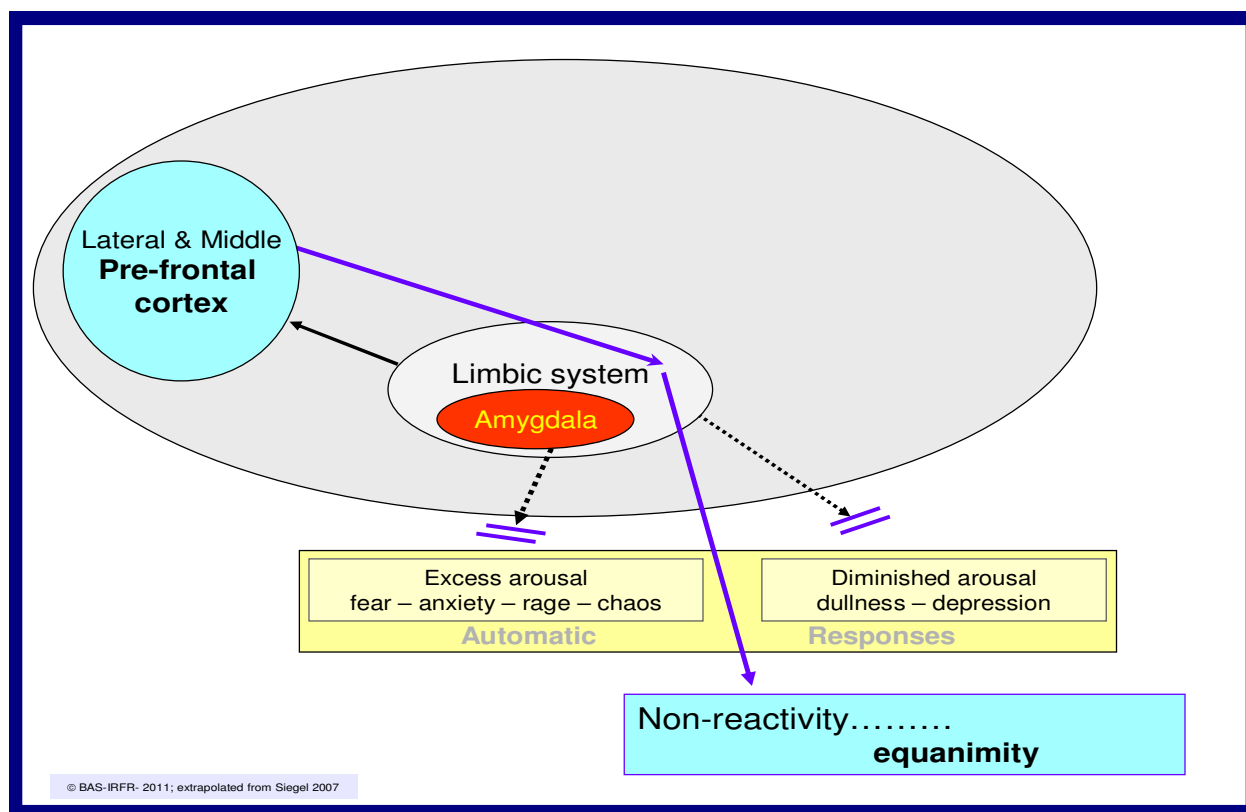 Lateral & Middle
Pre-frontal
cortex
Limbic system
Amygdala
Excess arousal
fear – anxiety – rage – chaos
Diminished arousal
dullness – depression
Automatic Responses
Non-reactivity………
equanimity
© BAS-IRFR- 2011; extrapolated from Siegel 2007